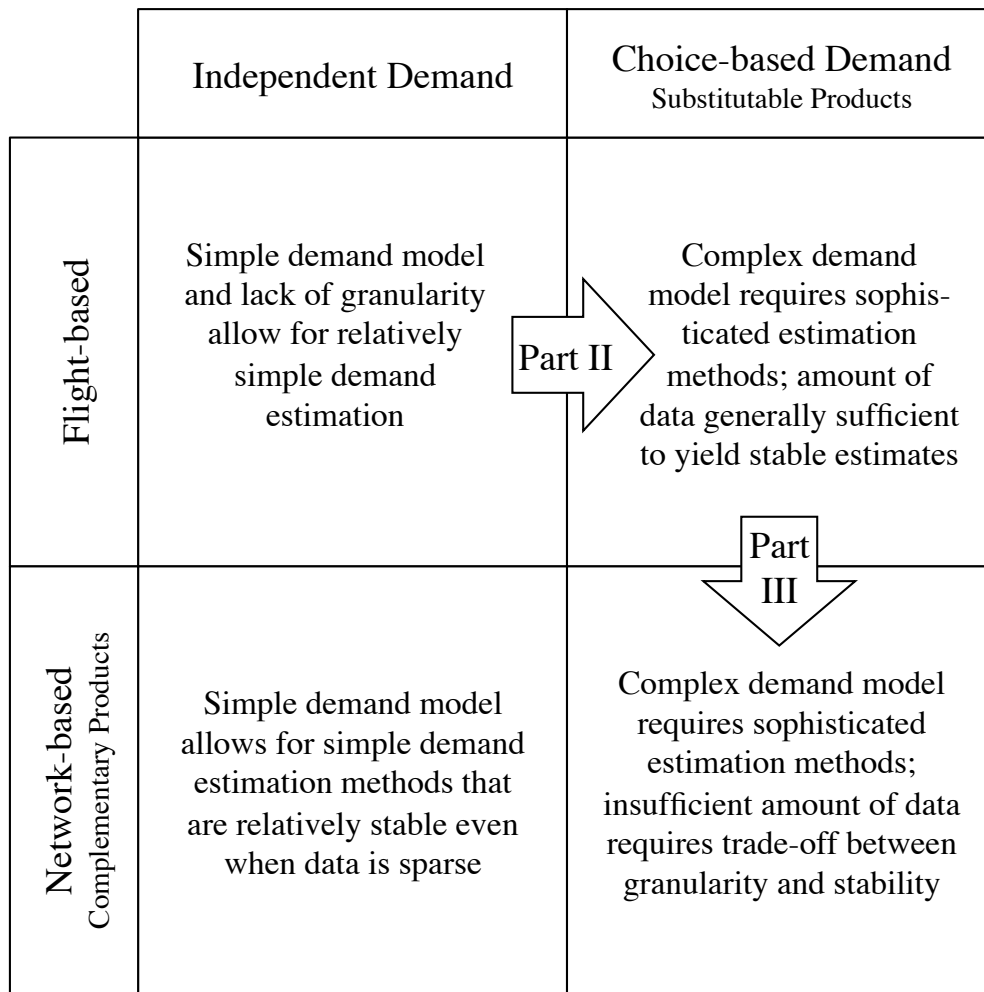 Independent Demand
Choice-based Demand
Substitutable Products
Flight-based
Simple demand model
and lack of granularity
allow for relatively
simple demand
estimation
Part II
Complex demand
model requires sophis-
ticated estimation
methods; amount of
data generally sufficient
to yield stable estimates
Part
III
Network-based
Complementary Products
Simple demand model
allows for simple demand
estimation methods that
are relatively stable even
when data is sparse
Complex demand model
requires sophisticated
estimation methods;
insufficient amount of data
requires trade-off between
granularity and stability